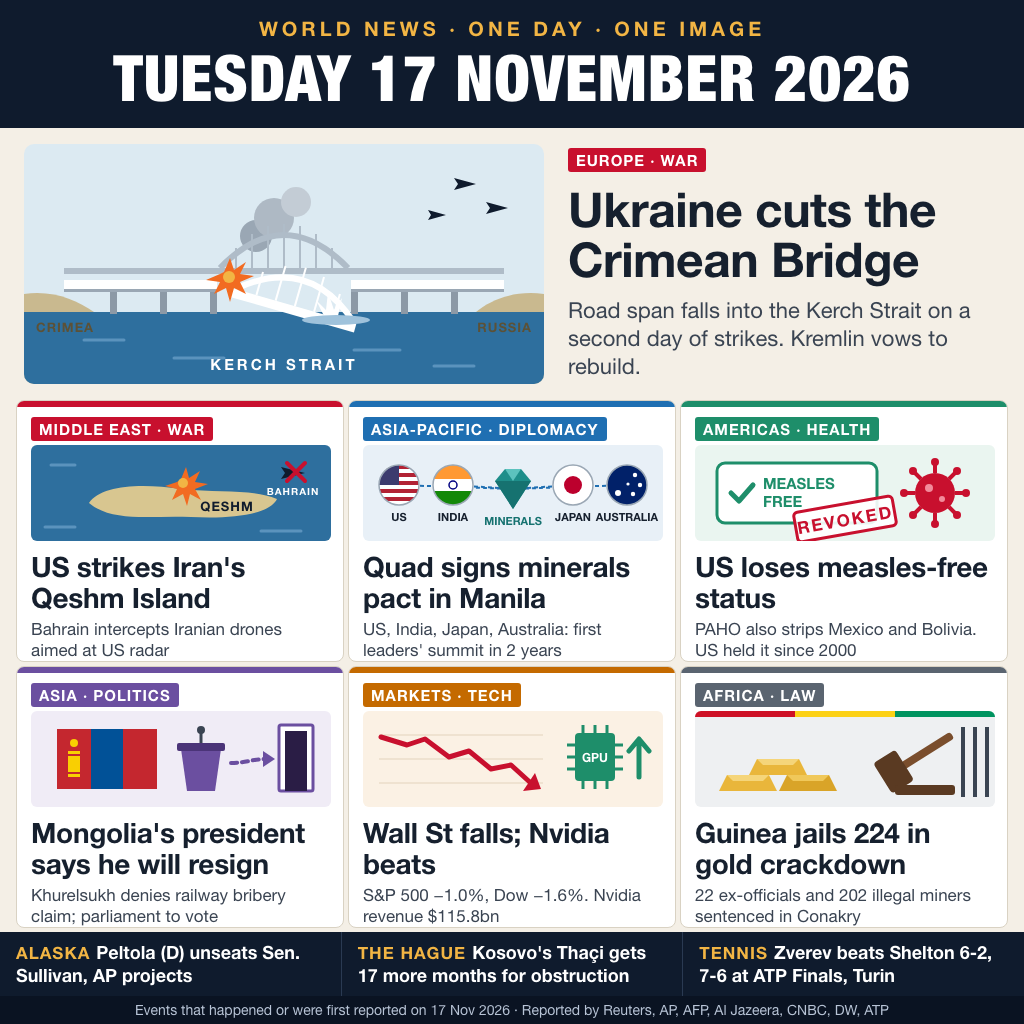 WORLD NEWS · ONE DAY · ONE IMAGE
TUESDAY 17 NOVEMBER 2026
EUROPE · WAR
Ukraine cuts the
Crimean Bridge
Road span falls into the Kerch Strait on a
second day of strikes. Kremlin vows to
rebuild.
CRIMEA
RUSSIA
KERCH STRAIT
MIDDLE EAST · WAR
BAHRAIN
QESHM
US strikes Iran's
Qeshm Island
Bahrain intercepts Iranian drones
aimed at US radar
ASIA-PACIFIC · DIPLOMACY
US
INDIA
MINERALS
JAPAN
AUSTRALIA
Quad signs minerals
pact in Manila
US, India, Japan, Australia: first
leaders' summit in 2 years
AMERICAS · HEALTH
MEASLES
FREE
REVOKED
US loses measles-free
status
PAHO also strips Mexico and Bolivia.
US held it since 2000
ASIA · POLITICS
Mongolia's president
says he will resign
Khurelsukh denies railway bribery
claim; parliament to vote
MARKETS · TECH
GPU
Wall St falls; Nvidia
beats
S&P 500 −1.0%, Dow −1.6%. Nvidia
revenue $115.8bn
AFRICA · LAW
Guinea jails 224 in
gold crackdown
22 ex-officials and 202 illegal miners
sentenced in Conakry
ALASKA Peltola (D) unseats Sen.
Sullivan, AP projects
THE HAGUE Kosovo's Thaçi gets
17 more months for obstruction
TENNIS Zverev beats Shelton 6-2,
7-6 at ATP Finals, Turin
Events that happened or were first reported on 17 Nov 2026 · Reported by Reuters, AP, AFP, Al Jazeera, CNBC, DW, ATP